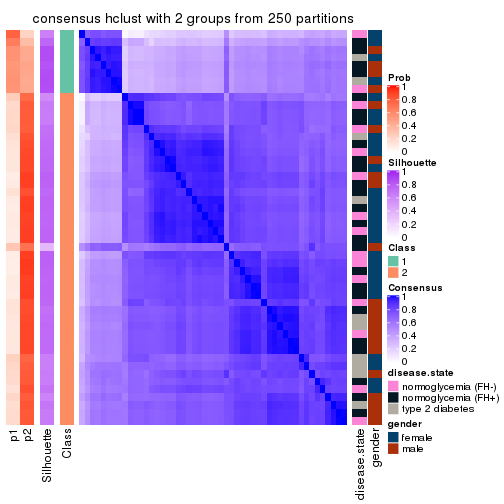 consensus hclust with 2 groups from 250 partitions
Prob
1
0.8
0.6
0.4
0.2
0
Silhouette
1
0.8
0.6
0.4
0.2
0
Class
1
2
Consensus
1
0.8
0.6
0.4
0.2
0
disease.state
normoglycemia (FH-)
normoglycemia (FH+)
type 2 diabetes
gender
female
male
p1
p2
Silhouette
Class
disease.state
gender